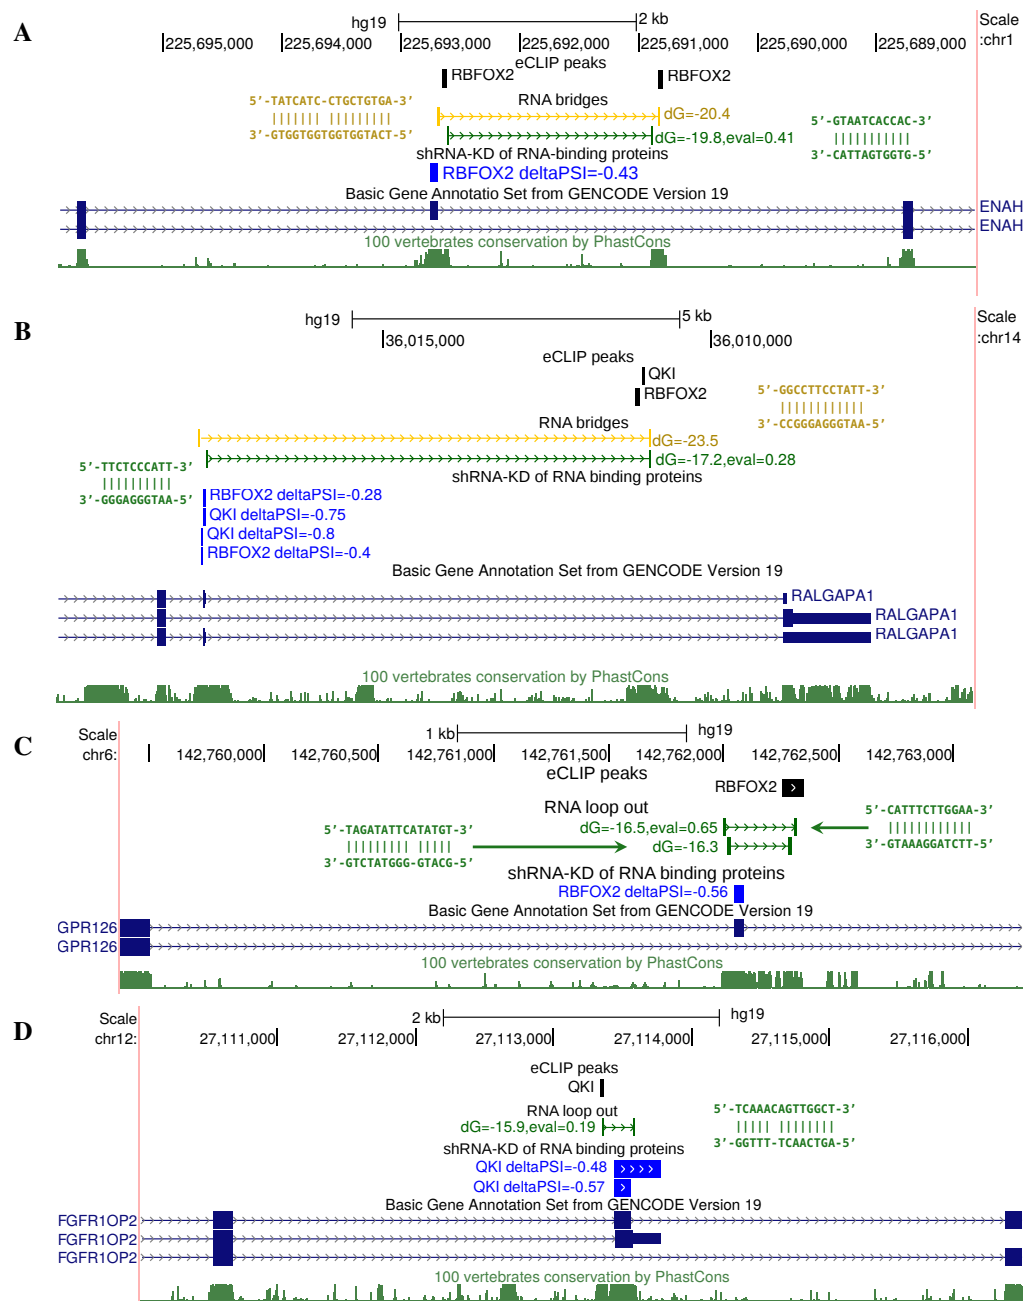 A
hg19 2 kb Scale
225,695,000 225,694,000 225,693,000 225,692,000 225,691,000 225,690,000 225,689,000 :chr1
eCLIP peaks
RBFOX2 RBFOX2
RNA bridges
5’-TATCATC-CTGCTGTGA-3’
||||||| |||||||||
3’-GTGGTGGTGGTGGTACT-5’
dG=-20.4
dG=-19.8,eval=0.41
5’-GTAATCACCAC-3’
|||||||||||
3’-CATTAGTGGTG-5’
shRNA-KD of RNA-binding proteins
RBFOX2 deltaPSI=-0.43
Basic Gene Annotatio Set from GENCODE Version 19
ENAH
ENAH
100 vertebrates conservation by PhastCons
B
hg19 5 kb Scale
36,015,000 36,010,000 :chr14
eCLIP peaks
QKI
RBFOX2
5’-GGCCTTCCTATT-3’
||||||||||||
3’-CCGGGAGGGTAA-5’
RNA bridges
dG=-23.5
dG=-17.2,eval=0.28
5’-TTCTCCCATT-3’
||||||||||
3’-GGGAGGGTAA-5’
shRNA-KD of RNA binding proteins
RBFOX2 deltaPSI=-0.28
QKI deltaPSI=-0.75
QKI deltaPSI=-0.8
RBFOX2 deltaPSI=-0.4
Basic Gene Annotation Set from GENCODE Version 19
RALGAPA1
RALGAPA1
RALGAPA1
100 vertebrates conservation by PhastCons
C
Scale 1 kb hg19
chr6: 142,760,000 142,760,500 142,761,000 142,761,500 142,762,000 142,762,500 142,763,000
eCLIP peaks
RBFOX2
RNA loop out
dG=-16.5,eval=0.65
dG=-16.3
5’-TAGATATTCATATGT-3’
||||||||| |||||
3’-GTCTATGGG-GTACG-5’
5’-CATTTCTTGGAA-3’
||||||||||||
3’-GTAAAGGATCTT-5’
shRNA-KD of RNA binding proteins
RBFOX2 deltaPSI=-0.56
Basic Gene Annotation Set from GENCODE Version 19
GPR126
GPR126
100 vertebrates conservation by PhastCons
D
Scale 2 kb hg19
chr12: 27,111,000 27,112,000 27,113,000 27,114,000 27,115,000 27,116,000
eCLIP peaks
QKI
RNA loop out
dG=-15.9,eval=0.19
5’-TCAAACAGTTGGCT-3’
||||| ||||||||
3’-GGTTT-TCAACTGA-5’
shRNA-KD of RNA binding proteins
QKI deltaPSI=-0.48
QKI deltaPSI=-0.57
Basic Gene Annotation Set from GENCODE Version 19
FGFR1OP2
FGFR1OP2
FGFR1OP2
100 vertebrates conservation by PhastCons